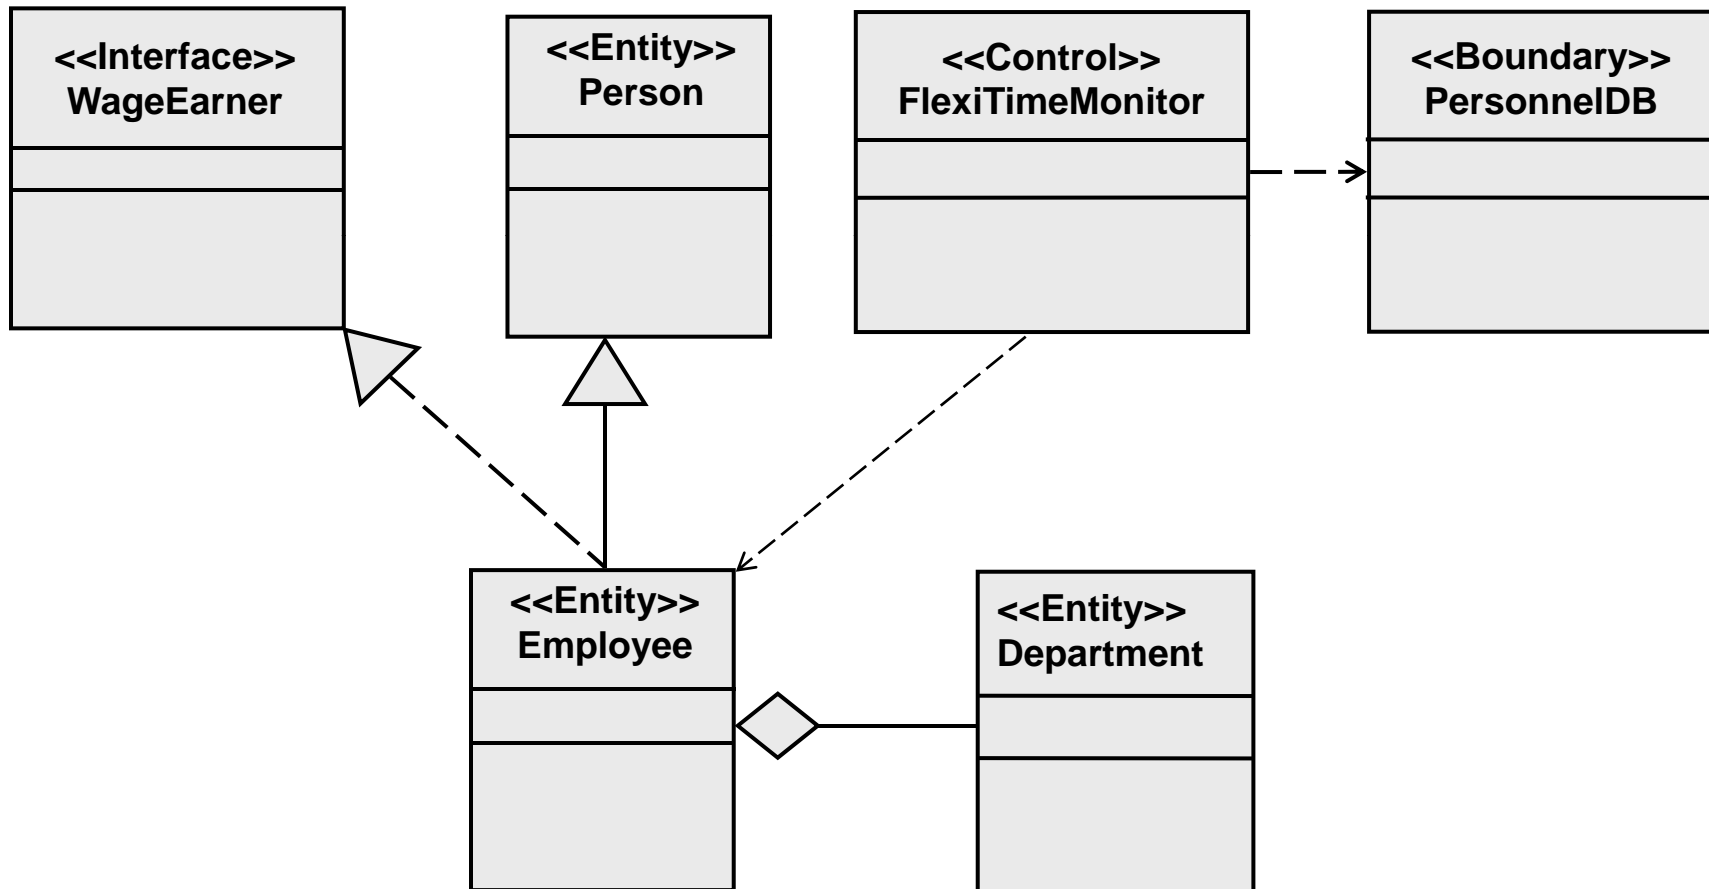 <<Interface>>
WageEarner
<<Entity>>
Person
<<Control>>
FlexiTimeMonitor
<<Boundary>>
PersonnelDB
<<Entity>>
Employee
<<Entity>>
Department